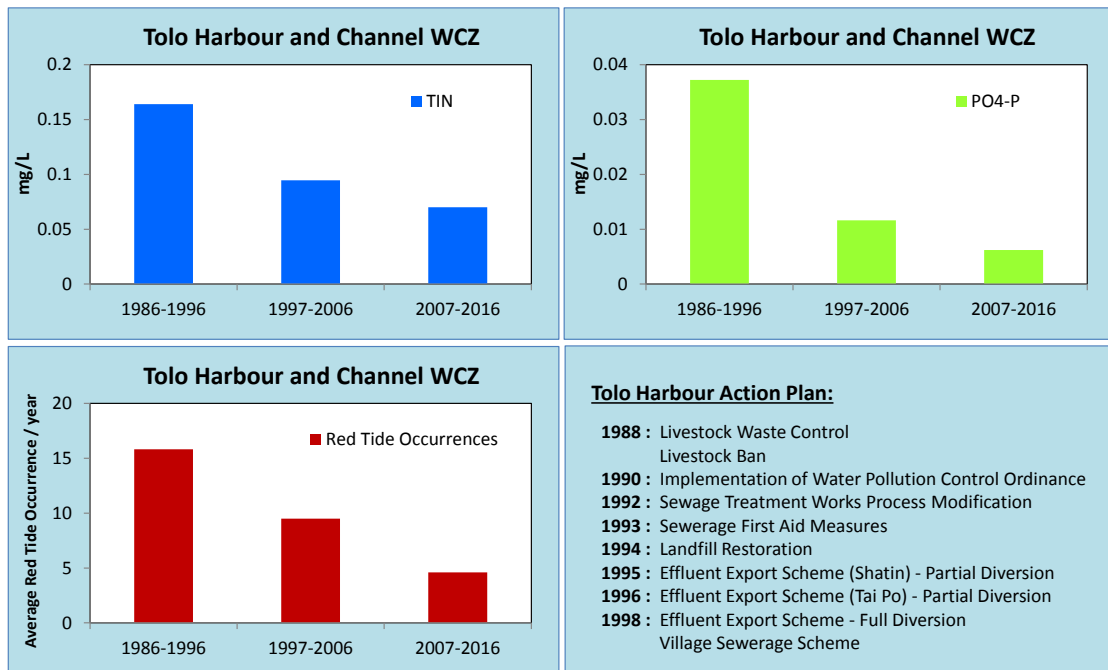 Tolo Harbour and Channel WCZ
0.2
0.15
0.1
0.05
0
mg/L
TIN
1986-1996 1997-2006 2007-2016
Tolo Harbour and Channel WCZ
0.04
0.03
0.02
0.01
0
mg/L
PO4-P
1986-1996 1997-2006 2007-2016
Tolo Harbour and Channel WCZ
20
15
10
5
0
Average Red Tide Occurrence / year
Red Tide Occurrences
1986-1996 1997-2006 2007-2016
Tolo Harbour Action Plan:
1988 : Livestock Waste Control
Livestock Ban
1990 : Implementation of Water Pollution Control Ordinance
1992 : Sewage Treatment Works Process Modification
1993 : Sewerage First Aid Measures
1994 : Landfill Restoration
1995 : Effluent Export Scheme (Shatin) - Partial Diversion
1996 : Effluent Export Scheme (Tai Po) - Partial Diversion
1998 : Effluent Export Scheme - Full Diversion
Village Sewerage Scheme